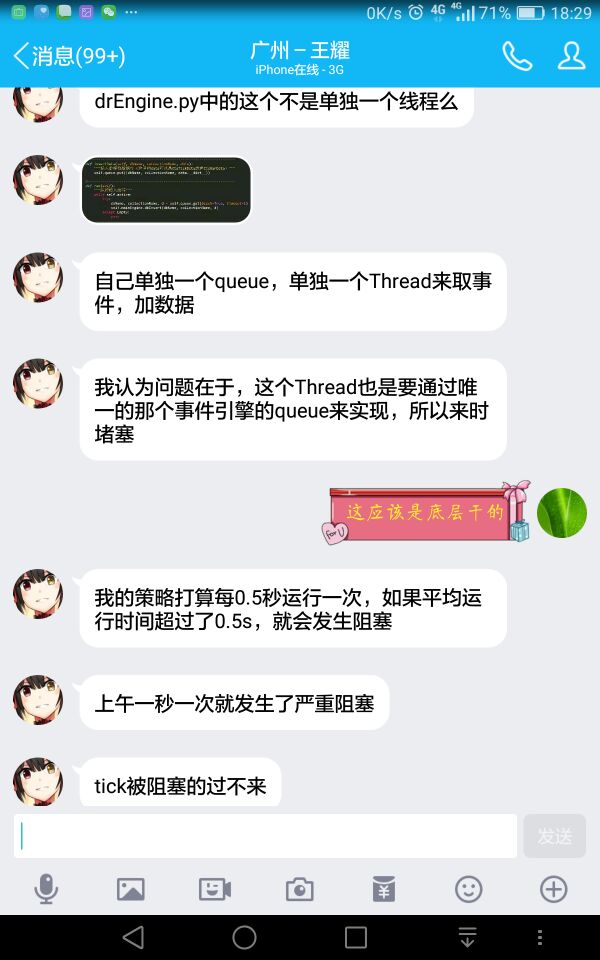 0K/s 4G 4G 71% 18:29
消息(99+)
广州 – 王耀
iPhone在线 - 3G
drEngine.py中的这个不是单独一个线程么
自己单独一个queue，单独一个Thread来取事
件，加数据
我认为问题在于，这个Thread也是要通过唯
一的那个事件引擎的queue来实现，所以来时
堵塞
这应该是底层干的
for U
我的策略打算每0.5秒运行一次，如果平均运
行时间超过了0.5s，就会发生阻塞
上午一秒一次就发生了严重阻塞
tick被阻塞的过不来
发送